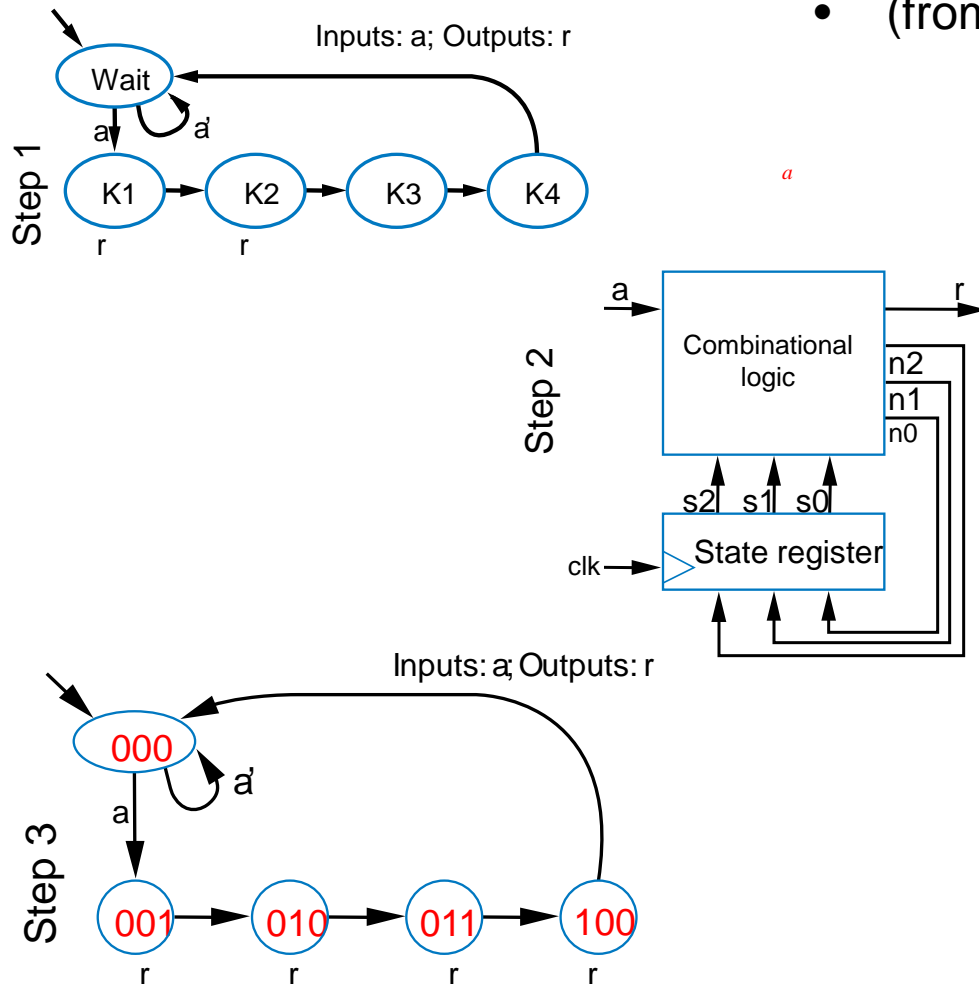 • (fron
Inputs: a; Outputs: r
Wait
a
a'
Step 1
K1 K2 K3 K4
r r
a
a r
Combinational
logic
Step 2
n2
n1
n0
s2 s1 s0
clk
State register
Inputs: a; Outputs: r
000
a'
a
Step 3
001 010 011 100
r r r r